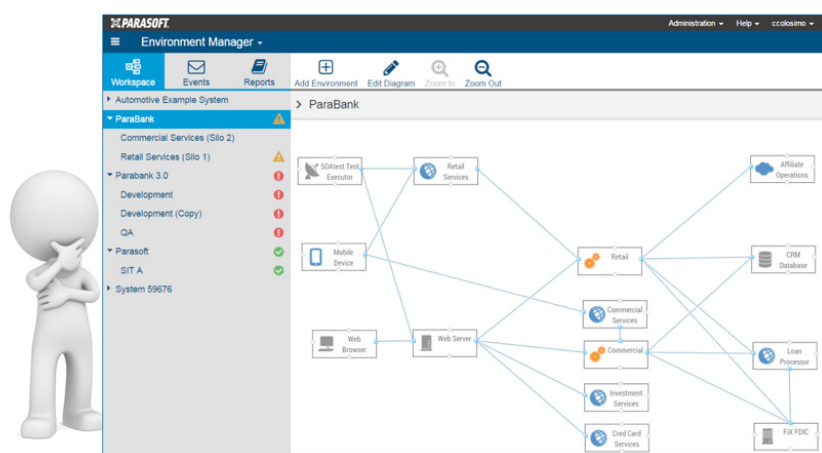 PARASOFT.
Administration
Help
ccolosimo
Environment Manager
Workspace
Events
Reports
Add Environment
Edit Diagram
Zoom In
Zoom Out
Automotive Example System
ParaBank
Commercial Services (Silo 2)
Retail Services (Silo 1)
Parabank 3.0
Development
Development (Copy)
QA
Parasoft
SIT A
System 59676
> ParaBank
SOAtest Test
Executor
Retail
Services
Affiliate
Operations
Mobile
Device
Retail
CRM
Database
Commercial
Services
Web
Browser
Web Server
Commercial
Loan
Processor
Investment
Services
Cred Card
Services
FiX FDIC